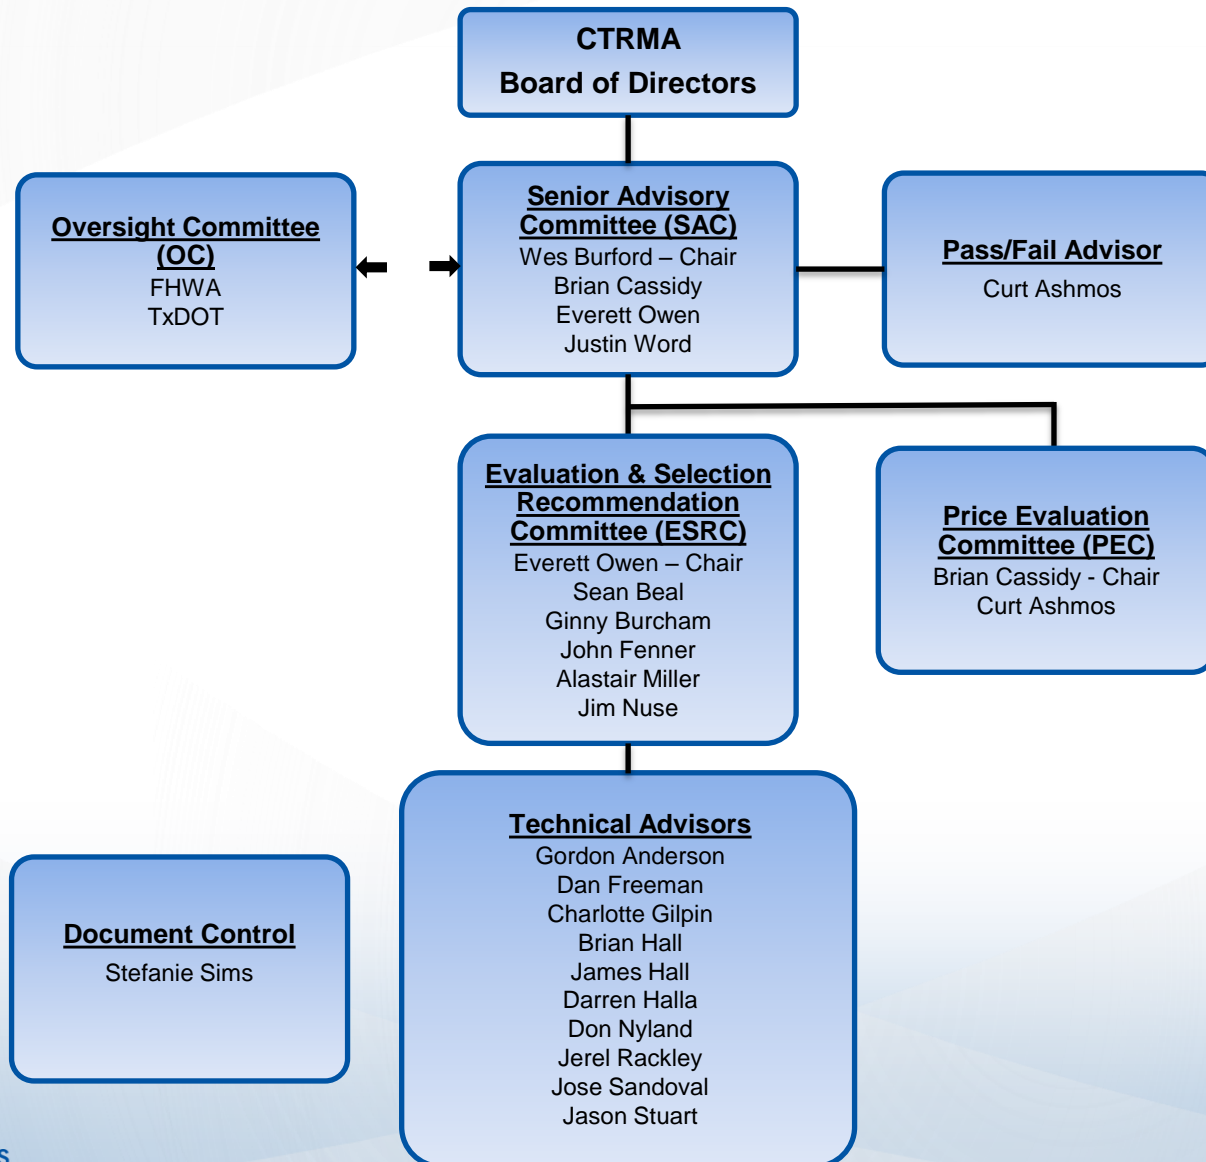 CTRMA
Board of Directors
Oversight Committee
(OC)
FHWA
TxDOT
Senior Advisory
Committee (SAC)
Wes Burford – Chair
Brian Cassidy
Everett Owen
Justin Word
Pass/Fail Advisor
Curt Ashmos
Evaluation & Selection
Recommendation
Committee (ESRC)
Everett Owen – Chair
Sean Beal
Ginny Burcham
John Fenner
Alastair Miller
Jim Nuse
Price Evaluation
Committee (PEC)
Brian Cassidy - Chair
Curt Ashmos
Technical Advisors
Gordon Anderson
Dan Freeman
Charlotte Gilpin
Brian Hall
James Hall
Darren Halla
Don Nyland
Jerel Rackley
Jose Sandoval
Jason Stuart
Document Control
Stefanie Sims